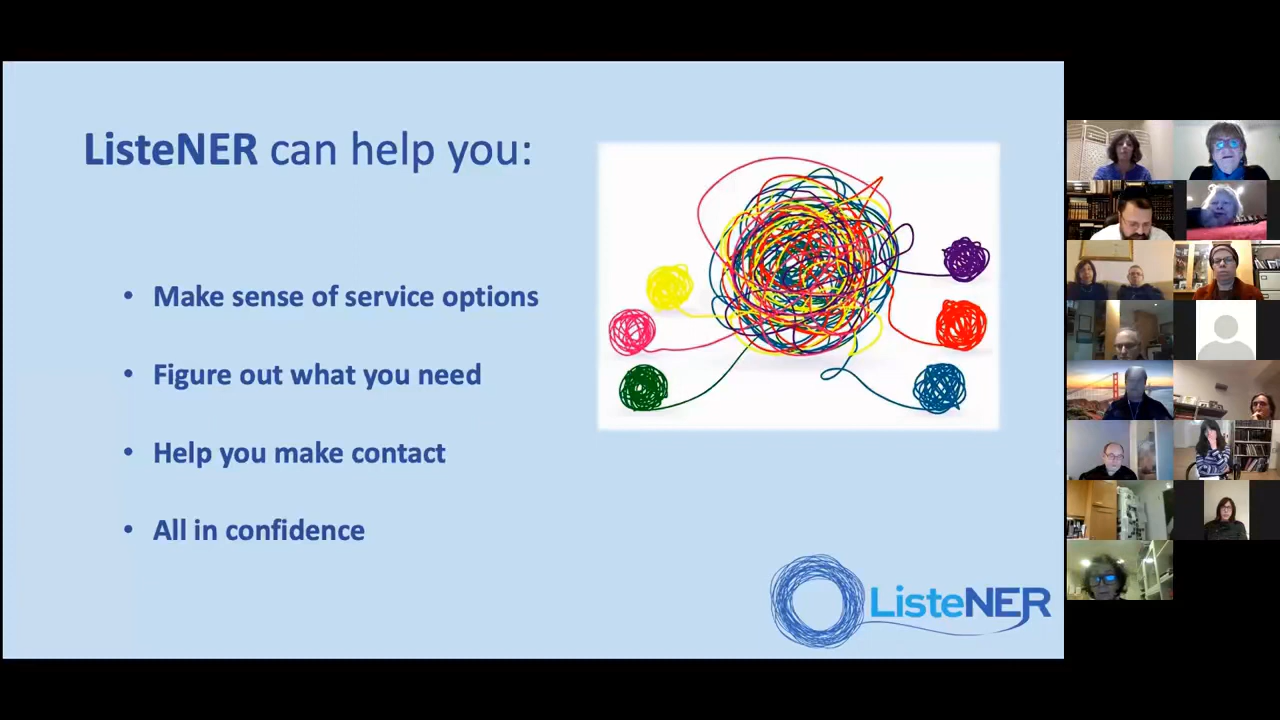 ListeNER can help you:
• Make sense of service options
• Figure out what you need
• Help you make contact
• All in confidence
ListeNER